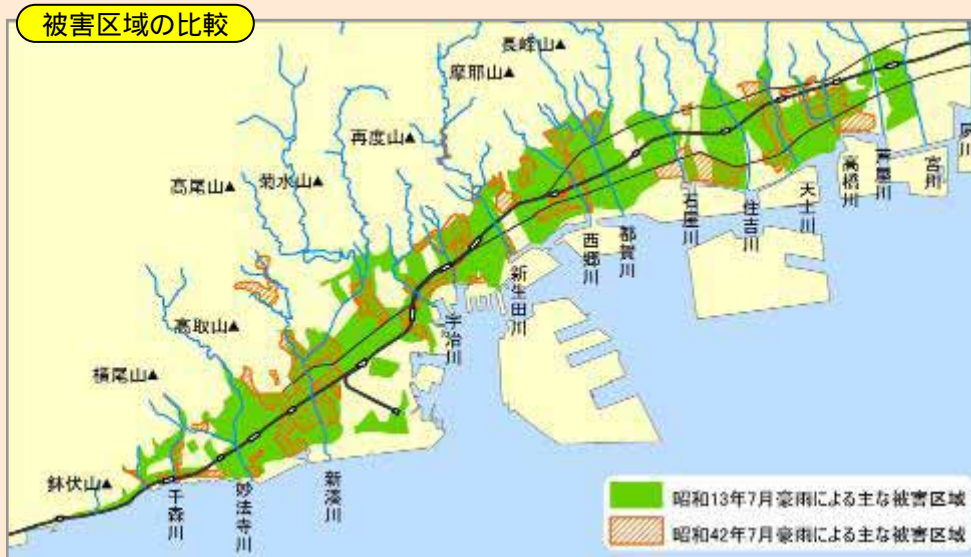 被害区域の比較
長峰山▲
摩耶山▲
再度山▲
菊水山▲
高尾山▲
高取山▲
横尾山▲
鉢伏山▲
宮川
芦屋川
高橋川
天上川
住吉川
石屋川
都賀川
西郷川
新生田川
宇治川
新湊川
妙法寺川
千森川
昭和13年7月豪雨による主な被害区域
昭和42年7月豪雨による主な被害区域